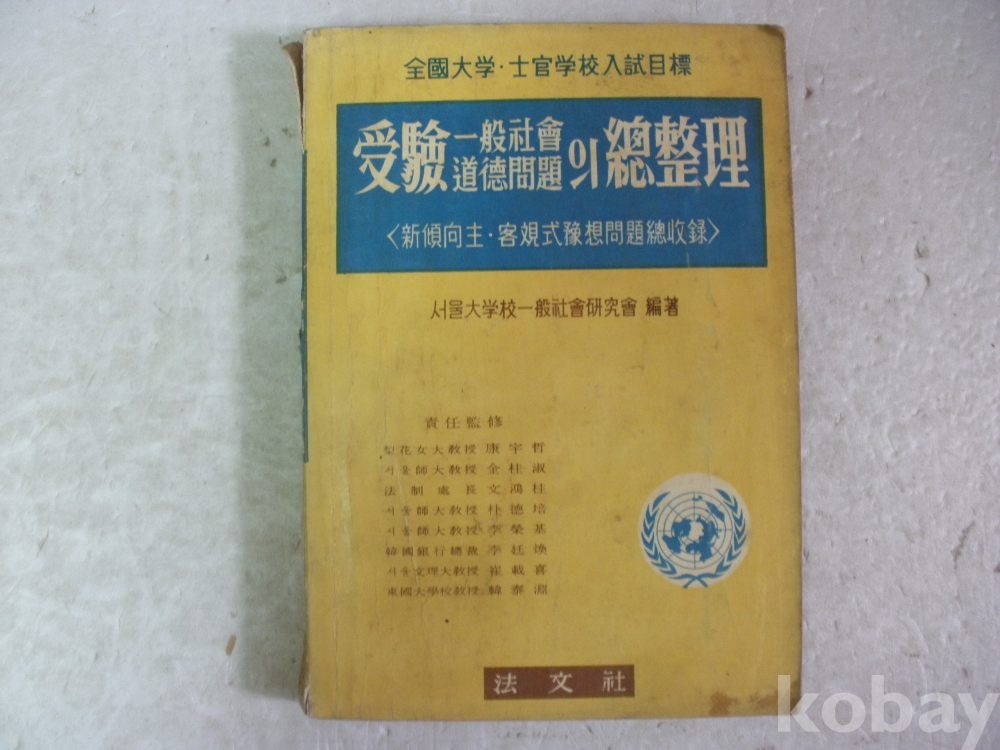 全國大学·士官学校入試目標
受驗 一般社會 道德問題 의 總整理
〈新傾向主·客観式豫想問題總收録〉
서울大学校一般社會研究會 編著
責任監修
梨花女大教授 康宇哲
서울師大教授 金桂淑
法制處長 文鴻柱
서울師大教授 朴德培
서울師大教授 李榮基
韓國銀行總裁 李廷煥
서울文理大教授 崔載喜
東國大學校教授 韓泰淵
法文社
kobay